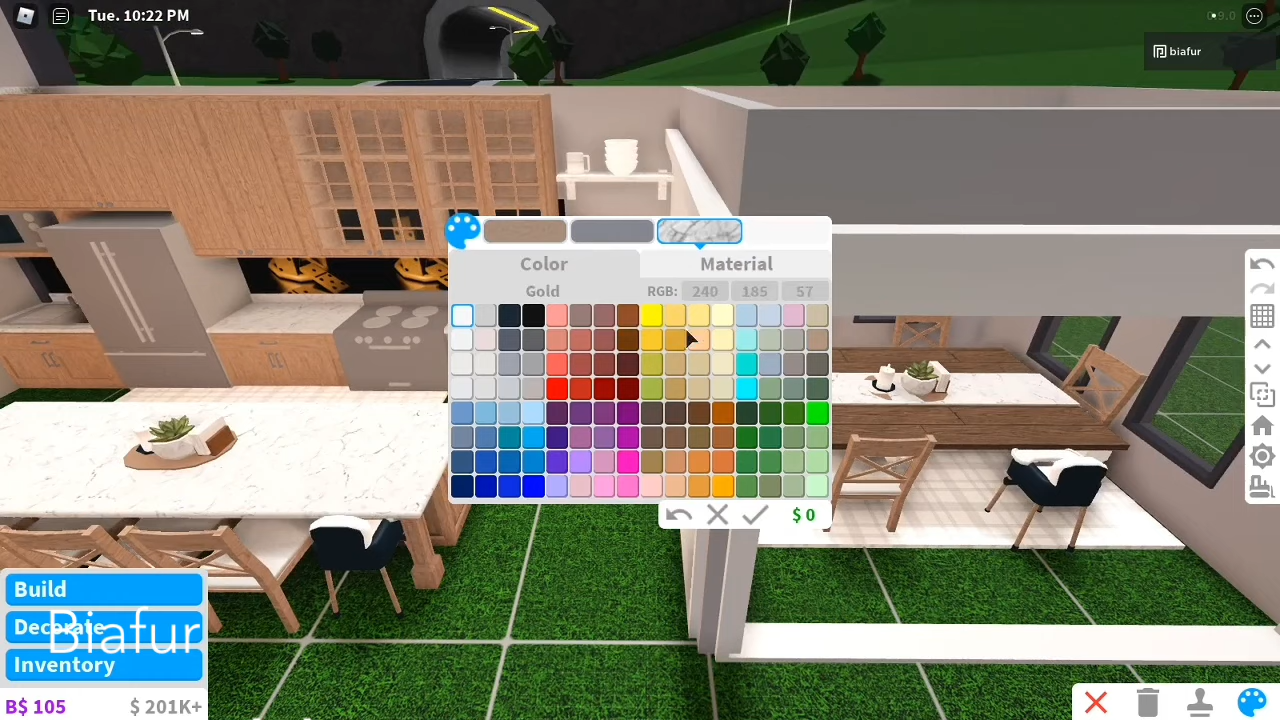 Tue. 10:22 PM
biafur
Color
Material
Gold
RGB: 240 185 57
$ 0
Build
Decorate
Biafur
Inventory
B$ 105
$ 201K+